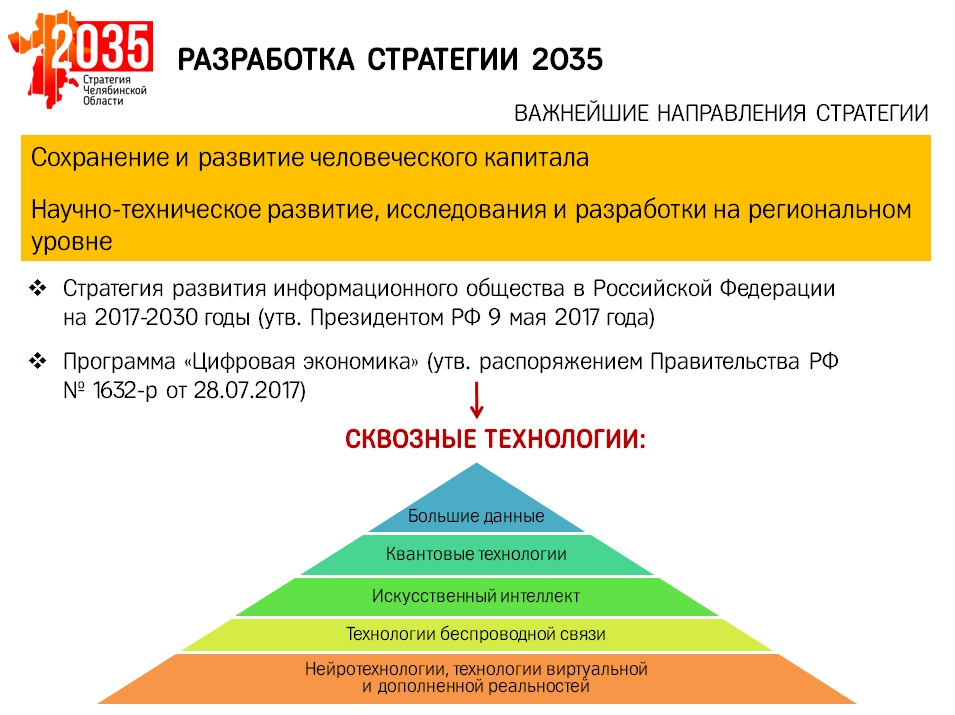 2035
Стратегия
Челябинской
Области
РАЗРАБОТКА СТРАТЕГИИ 2035
ВАЖНЕЙШИЕ НАПРАВЛЕНИЯ СТРАТЕГИИ
Сохранение и развитие человеческого капитала
Научно-техническое развитие, исследования и разработки на региональном
уровне
❖ Стратегия развития информационного общества в Российской Федерации
на 2017-2030 годы (утв. Президентом РФ 9 мая 2017 года)
❖ Программа «Цифровая экономика» (утв. распоряжением Правительства РФ
№ 1632-р от 28.07.2017)
СКВОЗНЫЕ ТЕХНОЛОГИИ:
Большие данные
Квантовые технологии
Искусственный интеллект
Технологии беспроводной связи
Нейротехнологии, технологии виртуальной
и дополненной реальностей